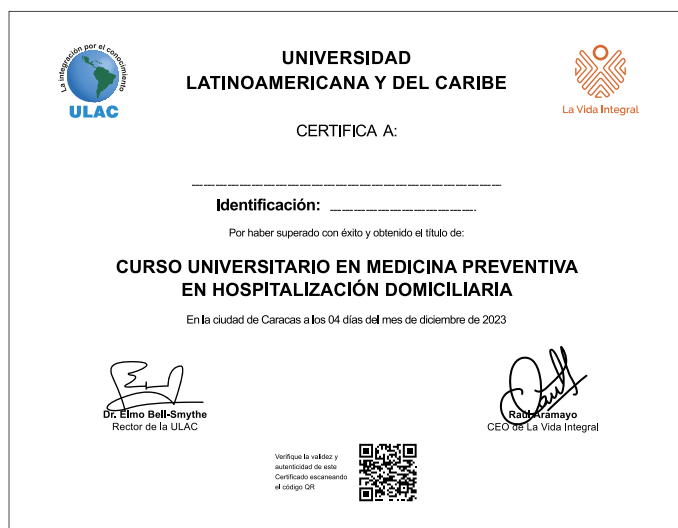 La integración por el conocimiento
ULAC
UNIVERSIDAD
LATINOAMERICANA Y DEL CARIBE
La Vida Integral
CERTIFICA A:
Identificación:
Por haber superado con éxito y obtenido el título de:
CURSO UNIVERSITARIO EN MEDICINA PREVENTIVA
EN HOSPITALIZACIÓN DOMICILIARIA
En la ciudad de Caracas a los 04 días del mes de diciembre de 2023
Dr. Elmo Bell-Smythe
Rector de la ULAC
Raúl Aramayo
CEO de La Vida Integral
Verifique la validez y
autenticidad de este
Certificado escaneando
el código QR